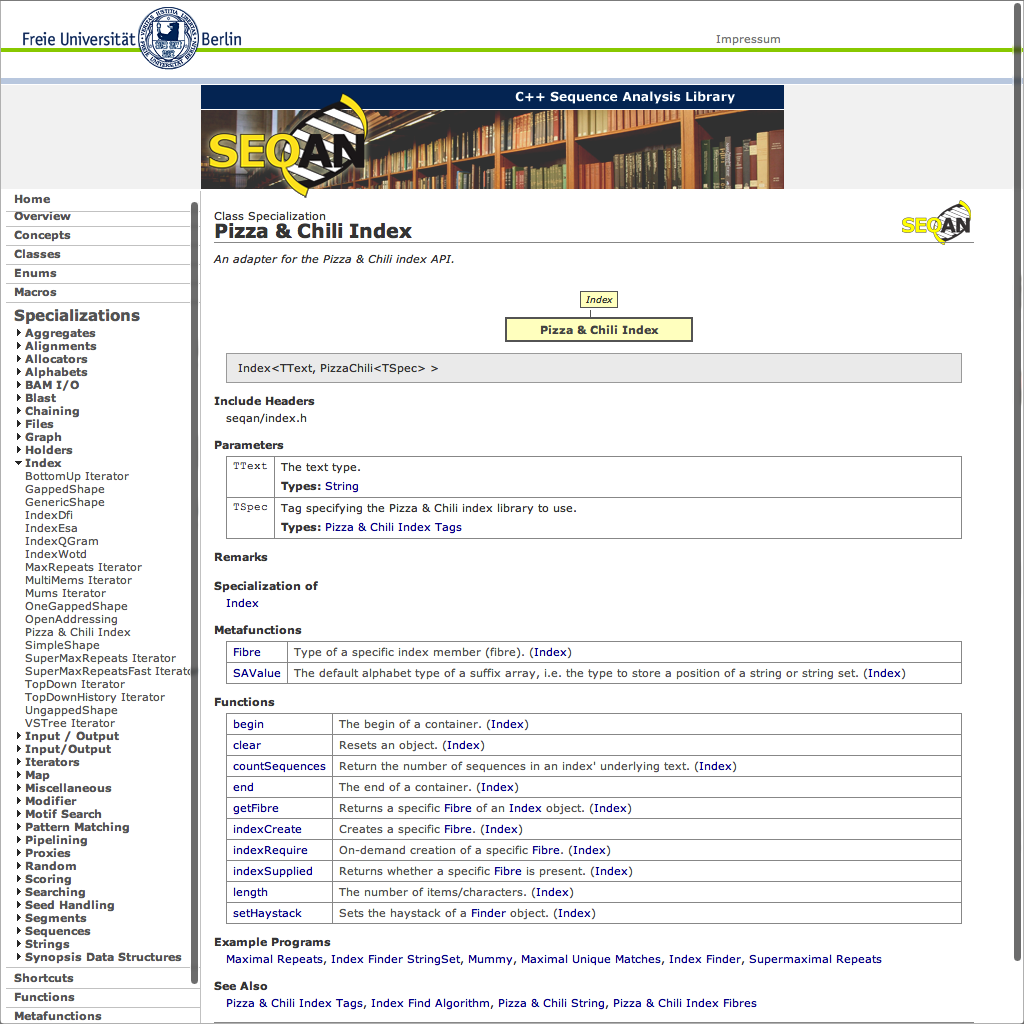 Freie Universität Berlin
Impressum
C++ Sequence Analysis Library
SEQAN
Home
Overview
Concepts
Classes
Enums
Macros
Specializations
Aggregates
Alignments
Allocators
Alphabets
BAM I/O
Blast
Chaining
Files
Graph
Holders
Index
BottomUp Iterator
GappedShape
GenericShape
IndexDfi
IndexEsa
IndexQGram
IndexWotd
MaxRepeats Iterator
MultiMems Iterator
Mums Iterator
OneGappedShape
OpenAddressing
Pizza & Chili Index
SimpleShape
SuperMaxRepeats Iterator
SuperMaxRepeatsFast Iterato
TopDown Iterator
TopDownHistory Iterator
UngappedShape
VSTree Iterator
Input / Output
Input/Output
Iterators
Map
Miscellaneous
Modifier
Motif Search
Pattern Matching
Pipelining
Proxies
Random
Scoring
Searching
Seed Handling
Segments
Sequences
Strings
Synopsis Data Structures
Shortcuts
Functions
Metafunctions
Class Specialization
Pizza & Chili Index
SEQAN
An adapter for the Pizza & Chili index API.
Index
Pizza & Chili Index
Index<TText, PizzaChili<TSpec> >
Include Headers
seqan/index.h
Parameters
TText The text type.
Types: String
TSpec Tag specifying the Pizza & Chili index library to use.
Types: Pizza & Chili Index Tags
Remarks
Specialization of
Index
Metafunctions
Fibre Type of a specific index member (fibre). (Index)
SAValue The default alphabet type of a suffix array, i.e. the type to store a position of a string or string set. (Index)
Functions
begin The begin of a container. (Index)
clear Resets an object. (Index)
countSequences Return the number of sequences in an index' underlying text. (Index)
end The end of a container. (Index)
getFibre Returns a specific Fibre of an Index object. (Index)
indexCreate Creates a specific Fibre. (Index)
indexRequire On-demand creation of a specific Fibre. (Index)
indexSupplied Returns whether a specific Fibre is present. (Index)
length The number of items/characters. (Index)
setHaystack Sets the haystack of a Finder object. (Index)
Example Programs
Maximal Repeats, Index Finder StringSet, Mummy, Maximal Unique Matches, Index Finder, Supermaximal Repeats
See Also
Pizza & Chili Index Tags, Index Find Algorithm, Pizza & Chili String, Pizza & Chili Index Fibres